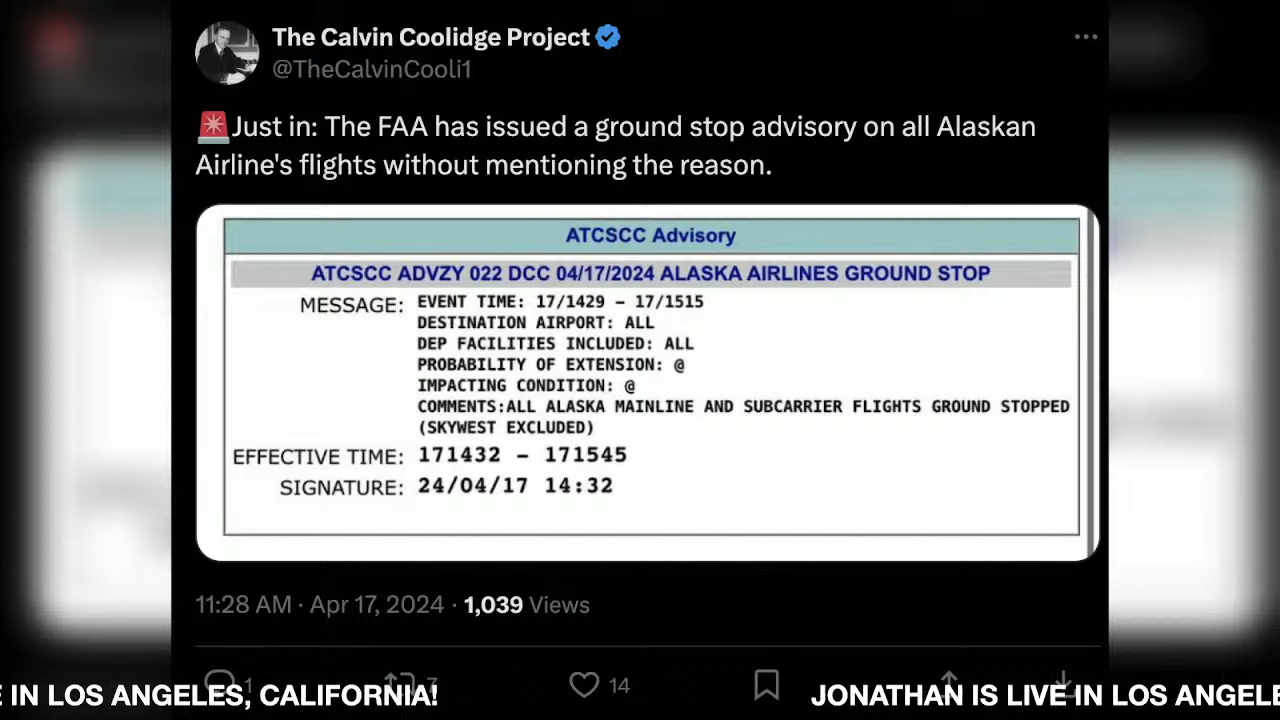 The Calvin Coolidge Project
@TheCalvinCooli1
Just in: The FAA has issued a ground stop advisory on all Alaskan
Airline's flights without mentioning the reason.
ATCSCC Advisory
ATCSCC ADVZY 022 DCC 04/17/2024 ALASKA AIRLINES GROUND STOP
MESSAGE: EVENT TIME: 17/1429 – 17/1515
DESTINATION AIRPORT: ALL
DEP FACILITIES INCLUDED: ALL
PROBABILITY OF EXTENSION: @
IMPACTING CONDITION: @
COMMENTS:ALL ALASKA MAINLINE AND SUBCARRIER FLIGHTS GROUND STOPPED
(SKYWEST EXCLUDED)
EFFECTIVE TIME: 171432 – 171545
SIGNATURE: 24/04/17 14:32
11:28 AM · Apr 17, 2024 · 1,039 Views
1 7 14
E IN LOS ANGELES, CALIFORNIA! JONATHAN IS LIVE IN LOS ANGELE